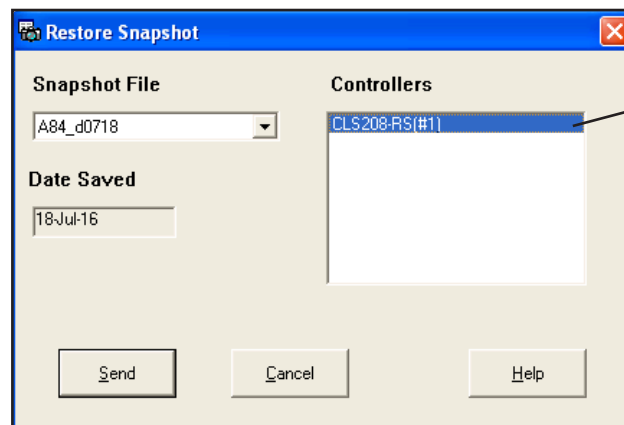 Restore Snapshot
Snapshot File
A84_d0718
Date Saved
18-Jul-16
Controllers
CLS208-RS(#1)
Send
Cancel
Help